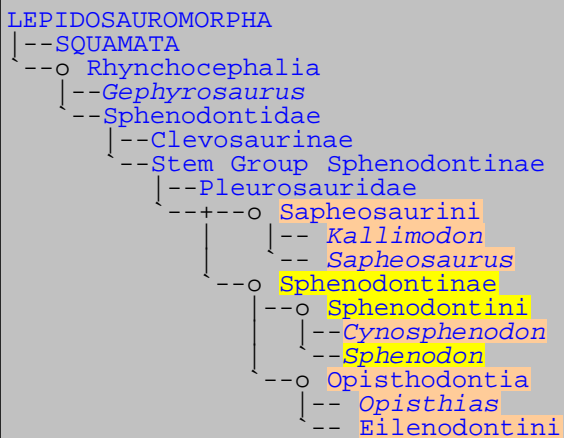 LEPIDOSAUROMORPHA
|--SQUAMATA
`--o Rhynchocephalia
|--Gephyrosaurus
`--Sphenodontidae
|--Clevosaurinae
`--Stem Group Sphenodontinae
|--Pleurosauridae
`--+--o Sapheosaurini
| |-- Kallimodon
| `-- Sapheosaurus
`--o Sphenodontinae
|--o Sphenodontini
| |--Cynosphenodon
| `--Sphenodon
`--o Opisthodontia
|-- Opisthias
`-- Eilenodontini